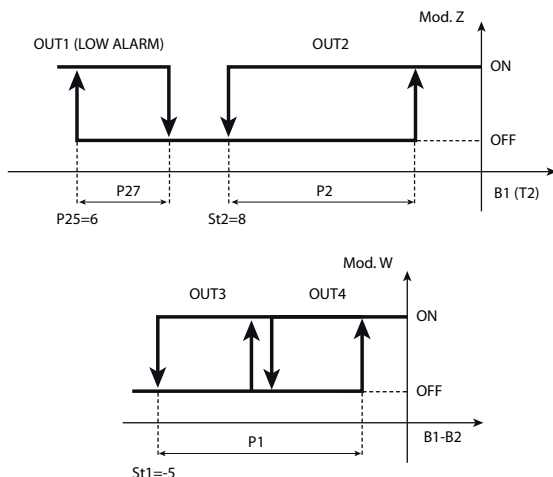 Mod. Z
OUT1 (LOW ALARM)
OUT2
ON
OFF
P27
P2
B1 (T2)
P25=6
St2=8
Mod. W
OUT3
OUT4
ON
OFF
P1
B1-B2
St1=-5